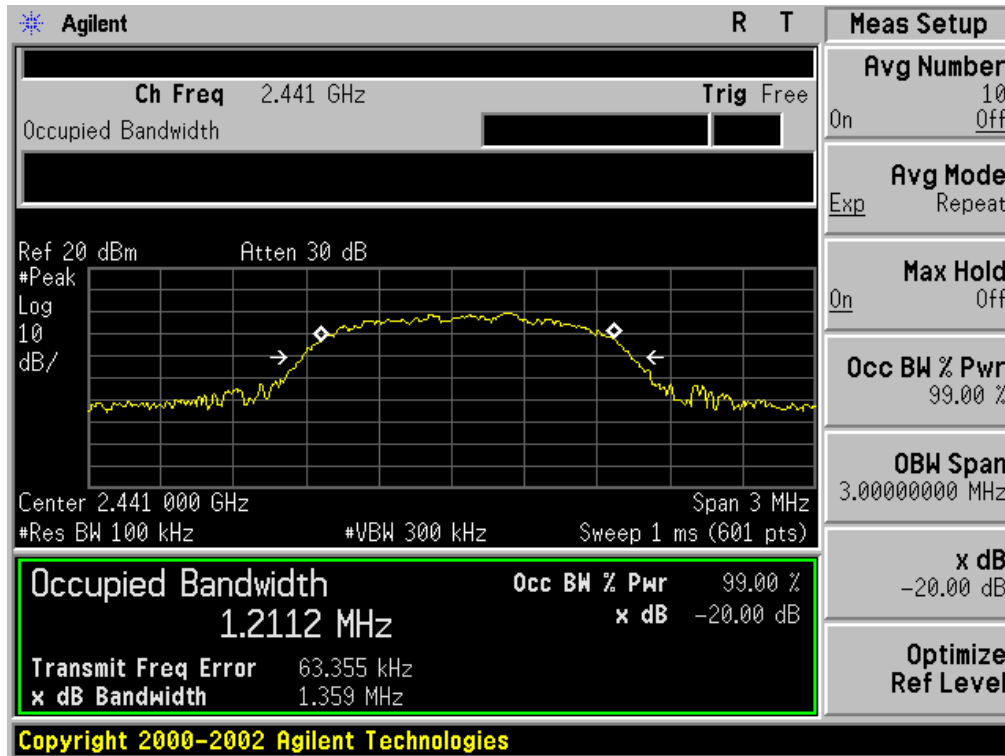 Agilent R T
Ch Freq 2.441 GHz Trig Free
Occupied Bandwidth
Ref 20 dBm Atten 30 dB
#Peak
Log
10
dB/
Center 2.441 000 GHz Span 3 MHz
#Res BW 100 kHz #VBW 300 kHz Sweep 1 ms (601 pts)
Occupied Bandwidth Occ BW % Pwr 99.00 %
1.2112 MHz x dB -20.00 dB
Transmit Freq Error 63.355 kHz
x dB Bandwidth 1.359 MHz
Copyright 2000-2002 Agilent Technologies
Meas Setup
Avg Number
10
On Off
Avg Mode
Exp Repeat
Max Hold
On Off
Occ BW % Pwr
99.00 %
OBW Span
3.00000000 MHz
x dB
-20.00 dB
Optimize
Ref Level